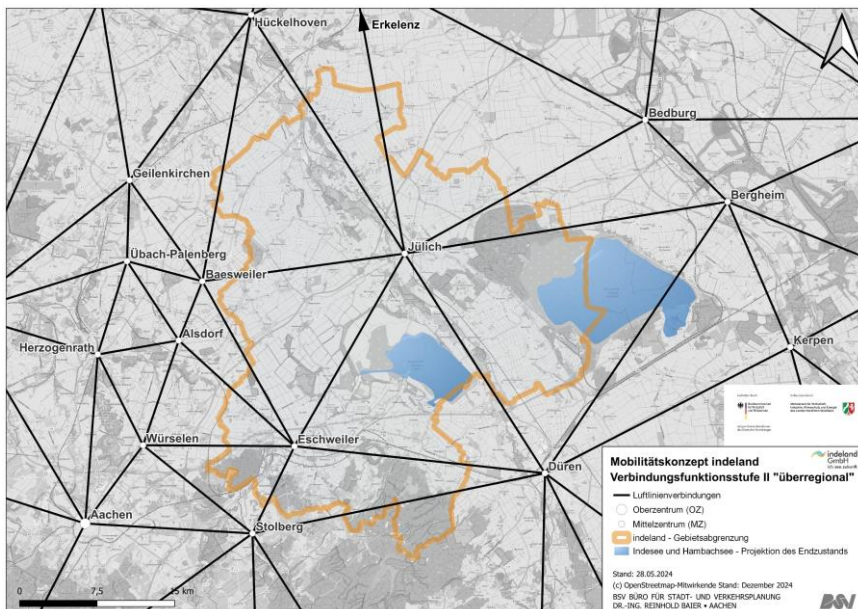 Hückelhoven
Erkelenz
Bedburg
Geilenkirchen
Bergheim
Übach-Palenberg
Jülich
Baesweiler
Alsdorf
Herzogenrath
Kerpen
Würselen
Eschweiler
Düren
Aachen
Stolberg
0 7,5 15 km
indeland
GmbH
Mobilitätskonzept indeland
Verbindungsfunktionsstufe II "überregional"
Luftlinienverbindungen
Oberzentrum (OZ)
Mittelzentrum (MZ)
indeland - Gebietsabgrenzung
Indesee und Hambachsee - Projektion des Endzustands
Stand: 28.05.2024
(c) OpenStreetmap-Mitwirkende Stand: Dezember 2024
BSV BÜRO FÜR STADT- UND VERKEHRSPLANUNG
DR.-ING. REINHOLD BAIER • AACHEN
BSV